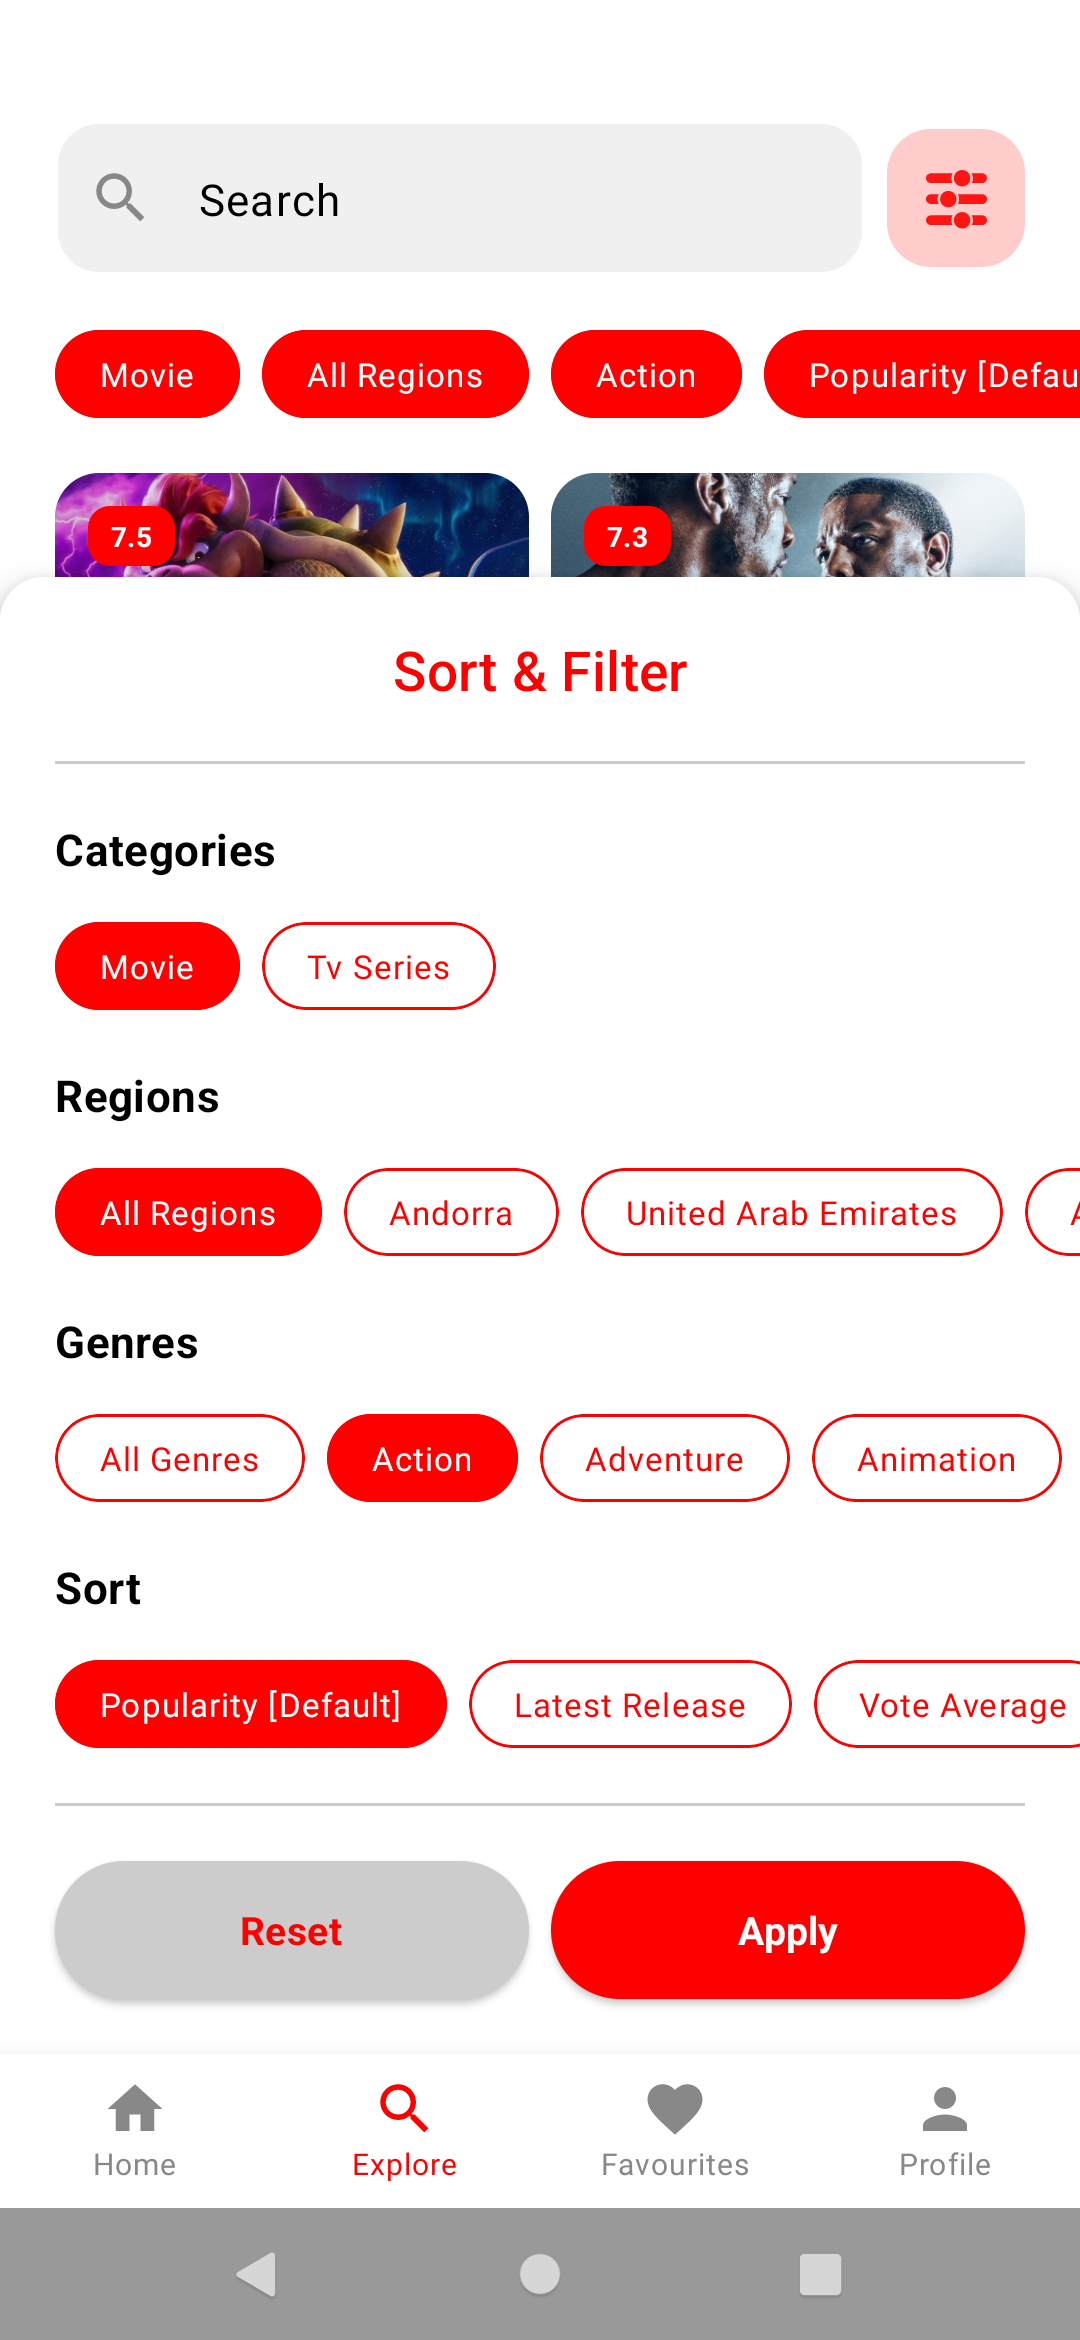 Search
Movie All Regions Action Popularity [Defau
7.5 7.3
Sort & Filter
Categories
Movie Tv Series
Regions
All Regions Andorra United Arab Emirates
Genres
All Genres Action Adventure Animation
Sort
Popularity [Default] Latest Release Vote Average
Reset Apply
Home Explore Favourites Profile